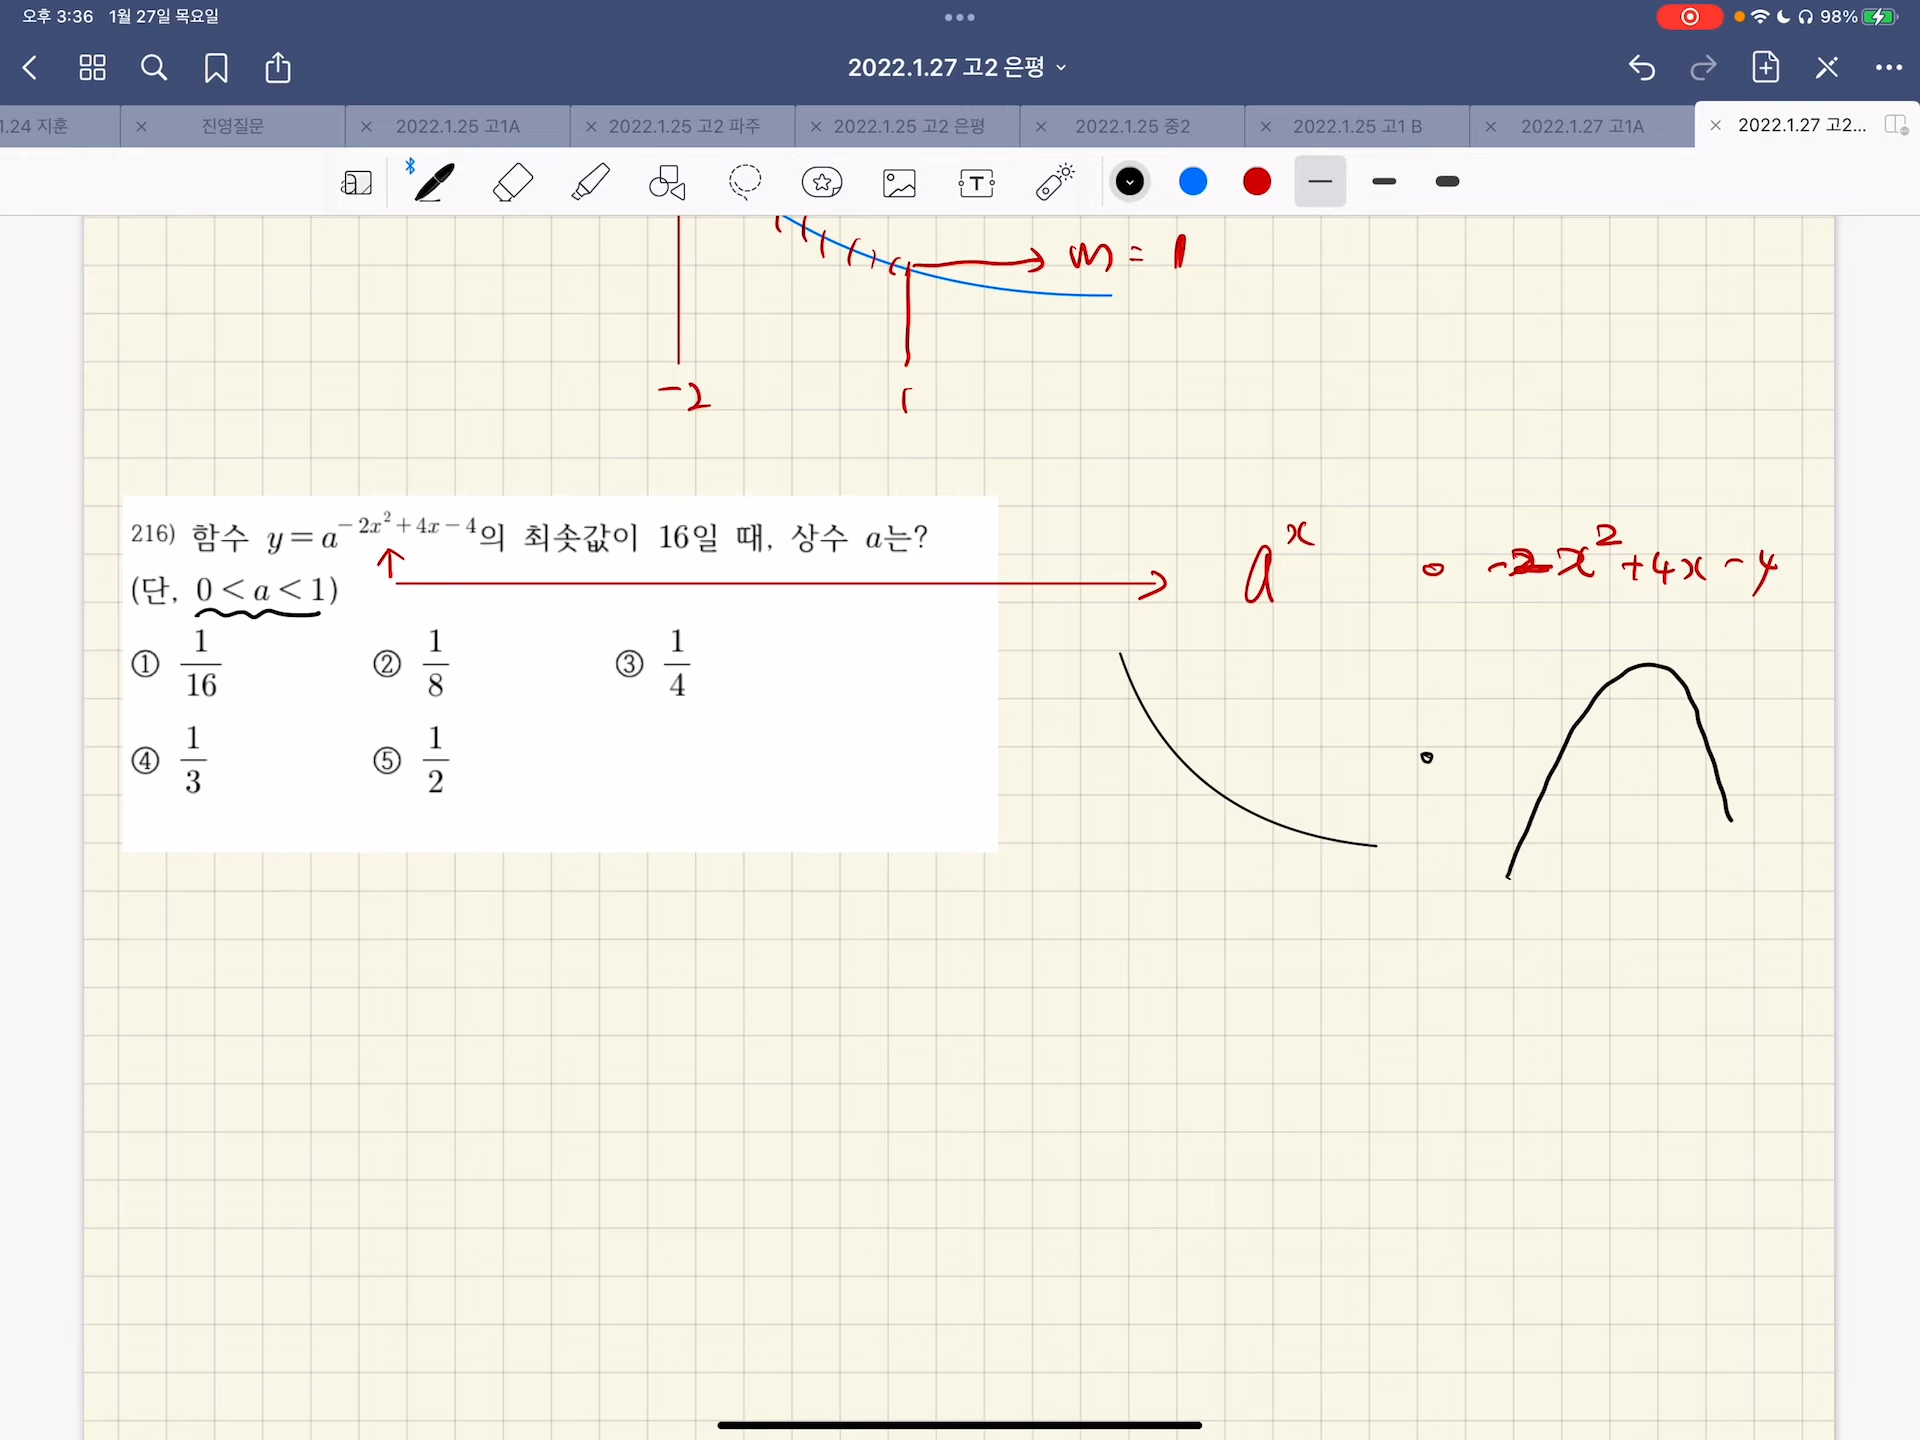 오후 3:36 1월 27일 목요일
98%
2022.1.27 고2 은평
1.24 지훈
진영질문
2022.1.25 고1A
2022.1.25 고2 파주
2022.1.25 고2 은평
2022.1.25 중2
2022.1.25 고1 B
2022.1.27 고1A
2022.1.27 고2...
m = 1
-2
1
216) 함수 y=a^{-2x^2+4x-4}의 최솟값이 16일 때, 상수 a는?
(단, 0<a<1)
① 1/16 ② 1/8 ③ 1/4
④ 1/3 ⑤ 1/2
a^x ∘ -2x^2+4x-4
∘